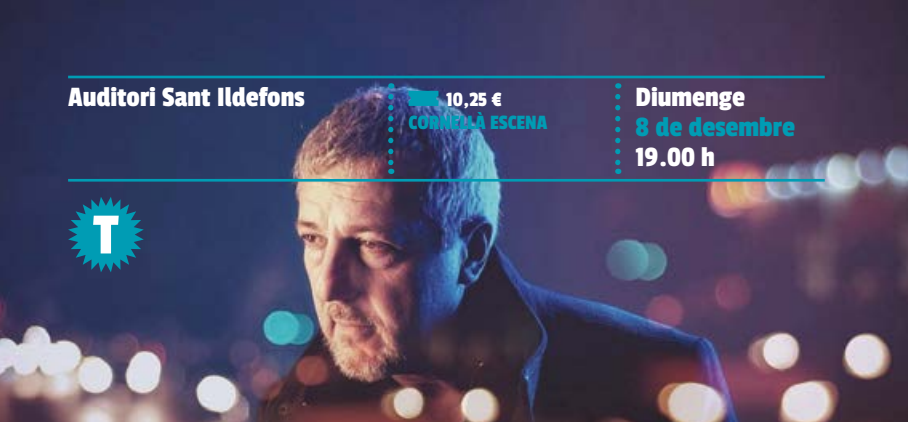 Auditori Sant Ildefons
10,25 €
CORNELLÀ ESCENA
Diumenge
8 de desembre
19.00 h
T